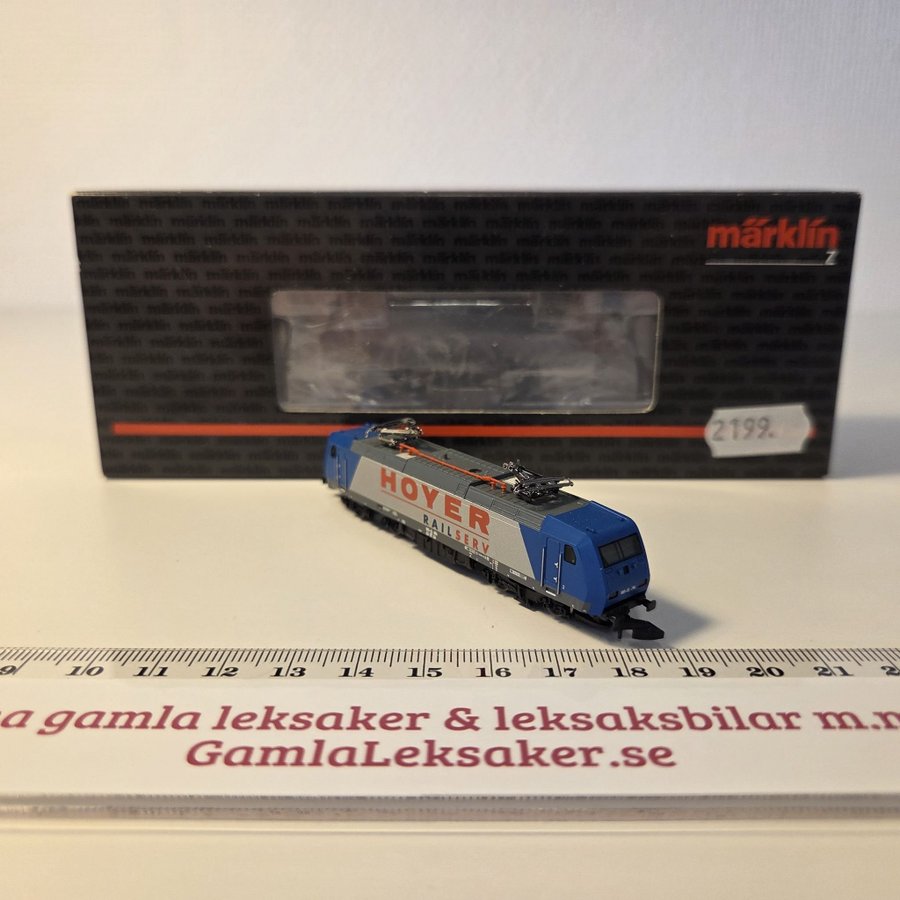 märklin
Z
2199.
HOYER
RAILSERV
9 10 11 12 13 14 15 16 17 18 19 20 21
gamla leksaker & leksaksbilar
GamlaLeksaker.se